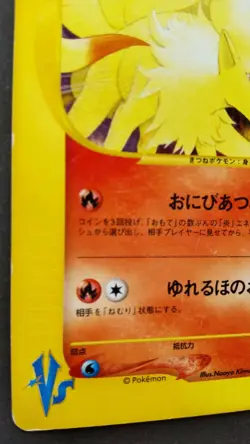 きつねポケモン:身
おにびあつ
コインを3回投げ、「おもて」の数ぶんの「炎」エネ
シュから選び出し、相手プレイヤーに見せてから、
ゆれるほのお
相手を「ねむり」状態にする。
弱点 抵抗力
©Pokémon
Illus. Naoyo Kimu
VS